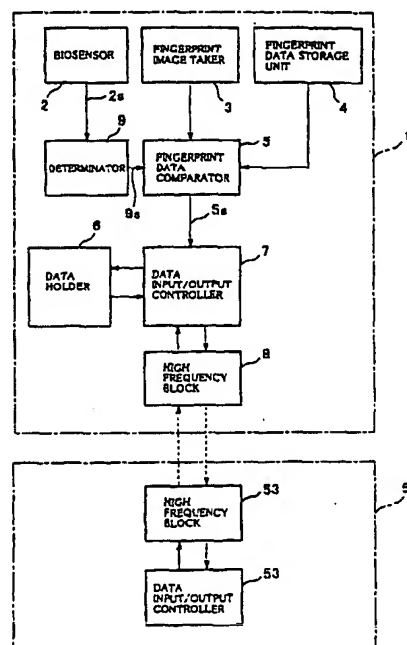 BIOSENSOR
FINGERPRINT
IMAGE TAKER
FINGERPRINT
DATA STORAGE
UNIT
2
2s
3
4
9
5
1
DETERMINATOR
FINGERPRINT
DATA
COMPARATOR
9s
5s
6
7
DATA
HOLDER
DATA
INPUT/OUTPUT
CONTROLLER
8
HIGH
FREQUENCY
BLOCK
53
HIGH
FREQUENCY
BLOCK
53
DATA
INPUT/OUTPUT
CONTROLLER